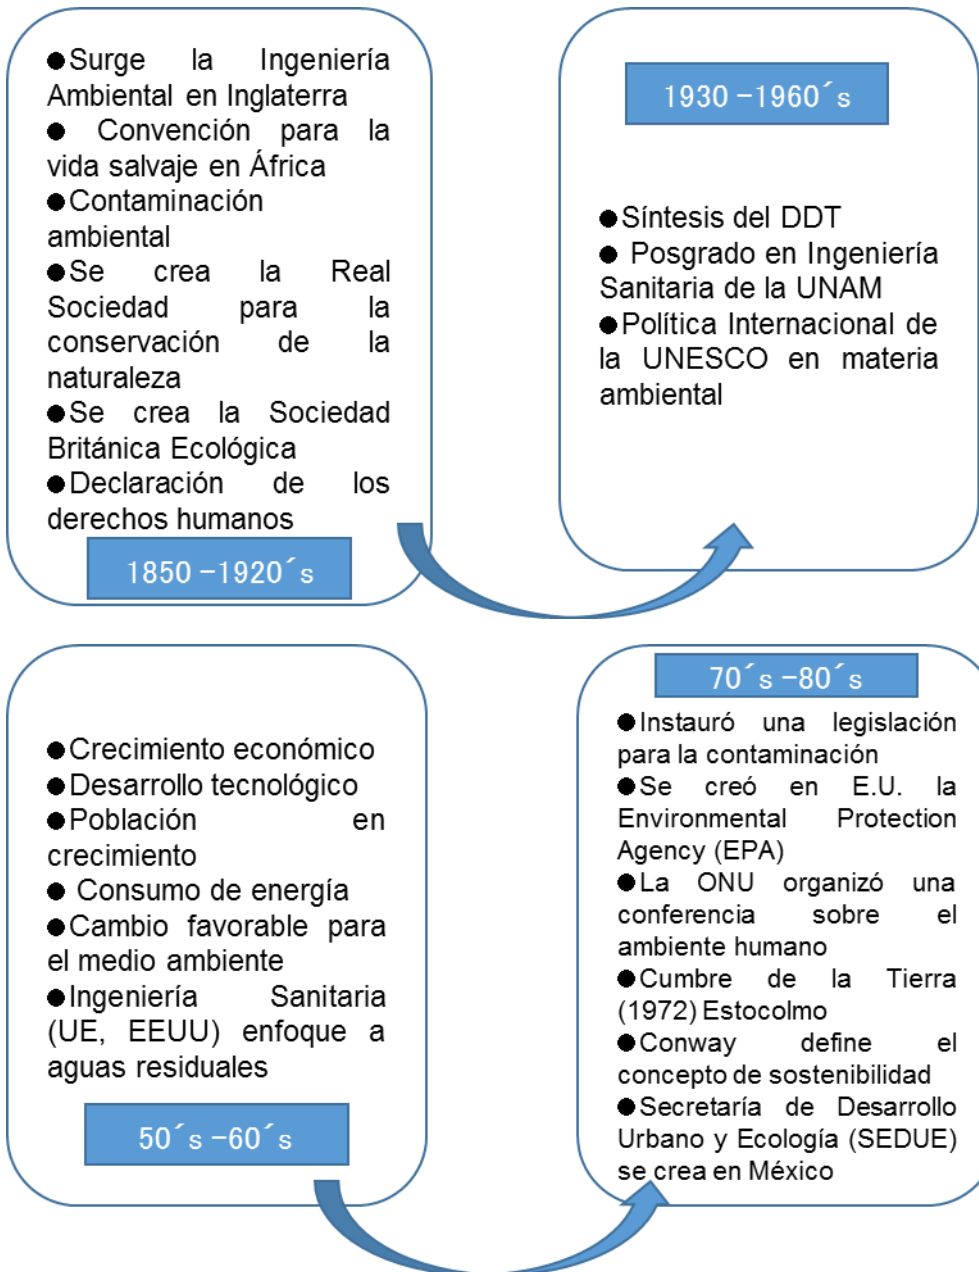 ●Surge la Ingeniería
Ambiental en Inglaterra
● Convención para la
vida salvaje en África
●Contaminación
ambiental
●Se crea la Real
Sociedad para la
conservación de la
naturaleza
●Se crea la Sociedad
Británica Ecológica
●Declaración de los
derechos humanos
1850 –1920´s
1930 –1960´s
●Síntesis del DDT
● Posgrado en Ingeniería
Sanitaria de la UNAM
●Política Internacional de
la UNESCO en materia
ambiental
●Crecimiento económico
●Desarrollo tecnológico
●Población en
crecimiento
● Consumo de energía
●Cambio favorable para
el medio ambiente
●Ingeniería Sanitaria
(UE, EEUU) enfoque a
aguas residuales
50´s –60´s
70´s –80´s
●Instauró una legislación
para la contaminación
●Se creó en E.U. la
Environmental Protection
Agency (EPA)
●La ONU organizó una
conferencia sobre el
ambiente humano
●Cumbre de la Tierra
(1972) Estocolmo
●Conway define el
concepto de sostenibilidad
●Secretaría de Desarrollo
Urbano y Ecología (SEDUE)
se crea en México